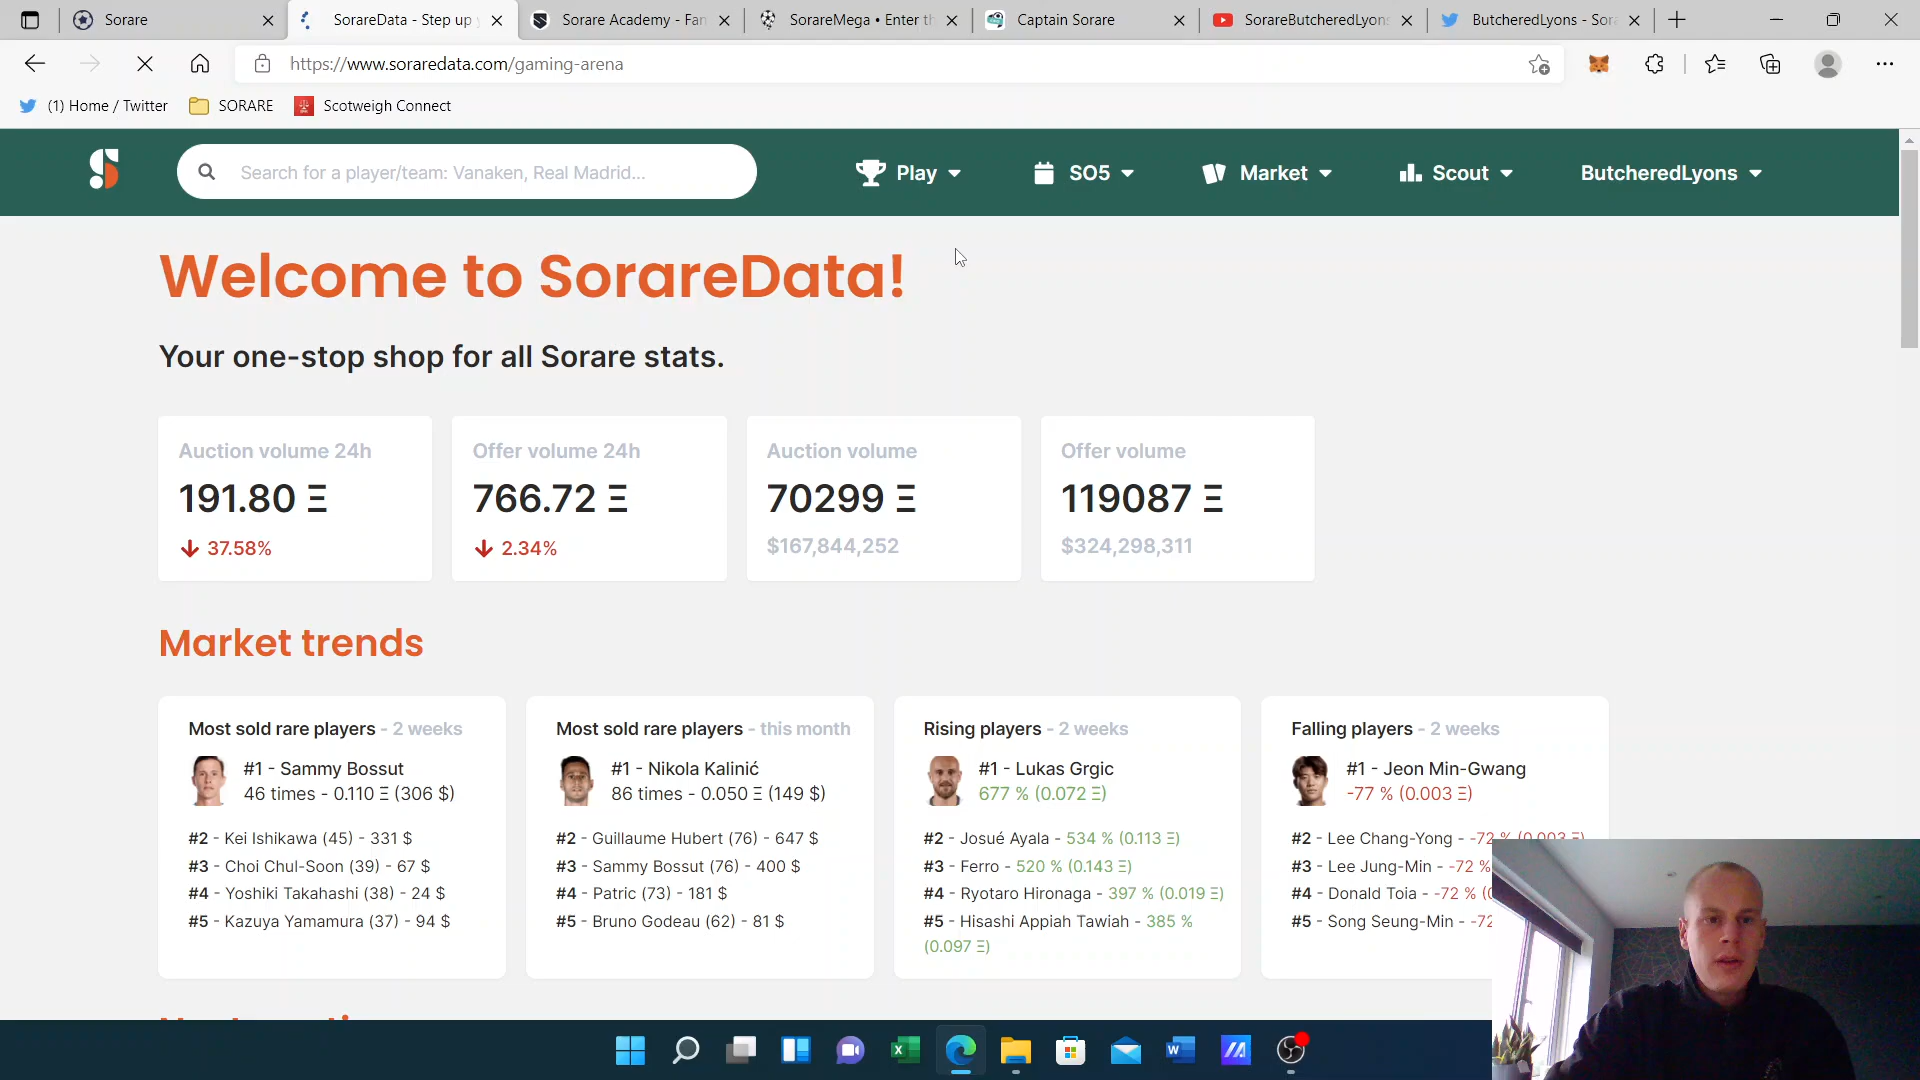 Sorare
SorareData - Step up
Sorare Academy - Fan
SorareMega • Enter th
Captain Sorare
SorareButcheredLyons
ButcheredLyons - Sora
https://www.soraredata.com/gaming-arena
(1) Home / Twitter
SORARE
Scotweigh Connect
Search for a player/team: Vanaken, Real Madrid...
Play
SO5
Market
Scout
ButcheredLyons
Welcome to SorareData!
Your one-stop shop for all Sorare stats.
Auction volume 24h
191.80 Ξ
37.58%
Offer volume 24h
766.72 Ξ
2.34%
Auction volume
70299 Ξ
$167,844,252
Offer volume
119087 Ξ
$324,298,311
Market trends
Most sold rare players - 2 weeks
#1 - Sammy Bossut
46 times - 0.110 Ξ (306 $)
#2 - Kei Ishikawa (45) - 331 $
#3 - Choi Chul-Soon (39) - 67 $
#4 - Yoshiki Takahashi (38) - 24 $
#5 - Kazuya Yamamura (37) - 94 $
Most sold rare players - this month
#1 - Nikola Kalinić
86 times - 0.050 Ξ (149 $)
#2 - Guillaume Hubert (76) - 647 $
#3 - Sammy Bossut (76) - 400 $
#4 - Patric (73) - 181 $
#5 - Bruno Godeau (62) - 81 $
Rising players - 2 weeks
#1 - Lukas Grgic
677 % (0.072 Ξ)
#2 - Josué Ayala - 534 % (0.113 Ξ)
#3 - Ferro - 520 % (0.143 Ξ)
#4 - Ryotaro Hironaga - 397 % (0.019 Ξ)
#5 - Hisashi Appiah Tawiah - 385 %
(0.097 Ξ)
Falling players - 2 weeks
#1 - Jeon Min-Gwang
-77 % (0.003 Ξ)
#2 - Lee Chang-Yong - -72 % (0.003 Ξ)
#3 - Lee Jung-Min - -72 %
#4 - Donald Toia - -72 % (
#5 - Song Seung-Min - -72